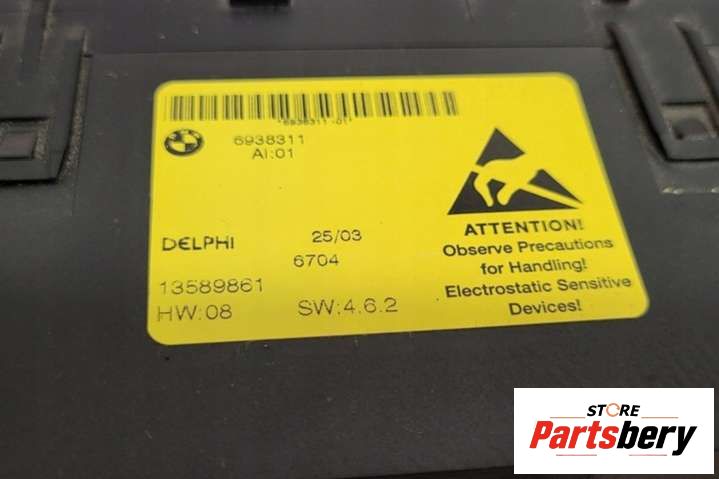 *6938311-01*
6938311
AI:01
DELPHI 25/03
6704
13589861
HW:08 SW:4.6.2
ATTENTION!
Observe Precautions
for Handling!
Electrostatic Sensitive
Devices!
STORE
Partsbery